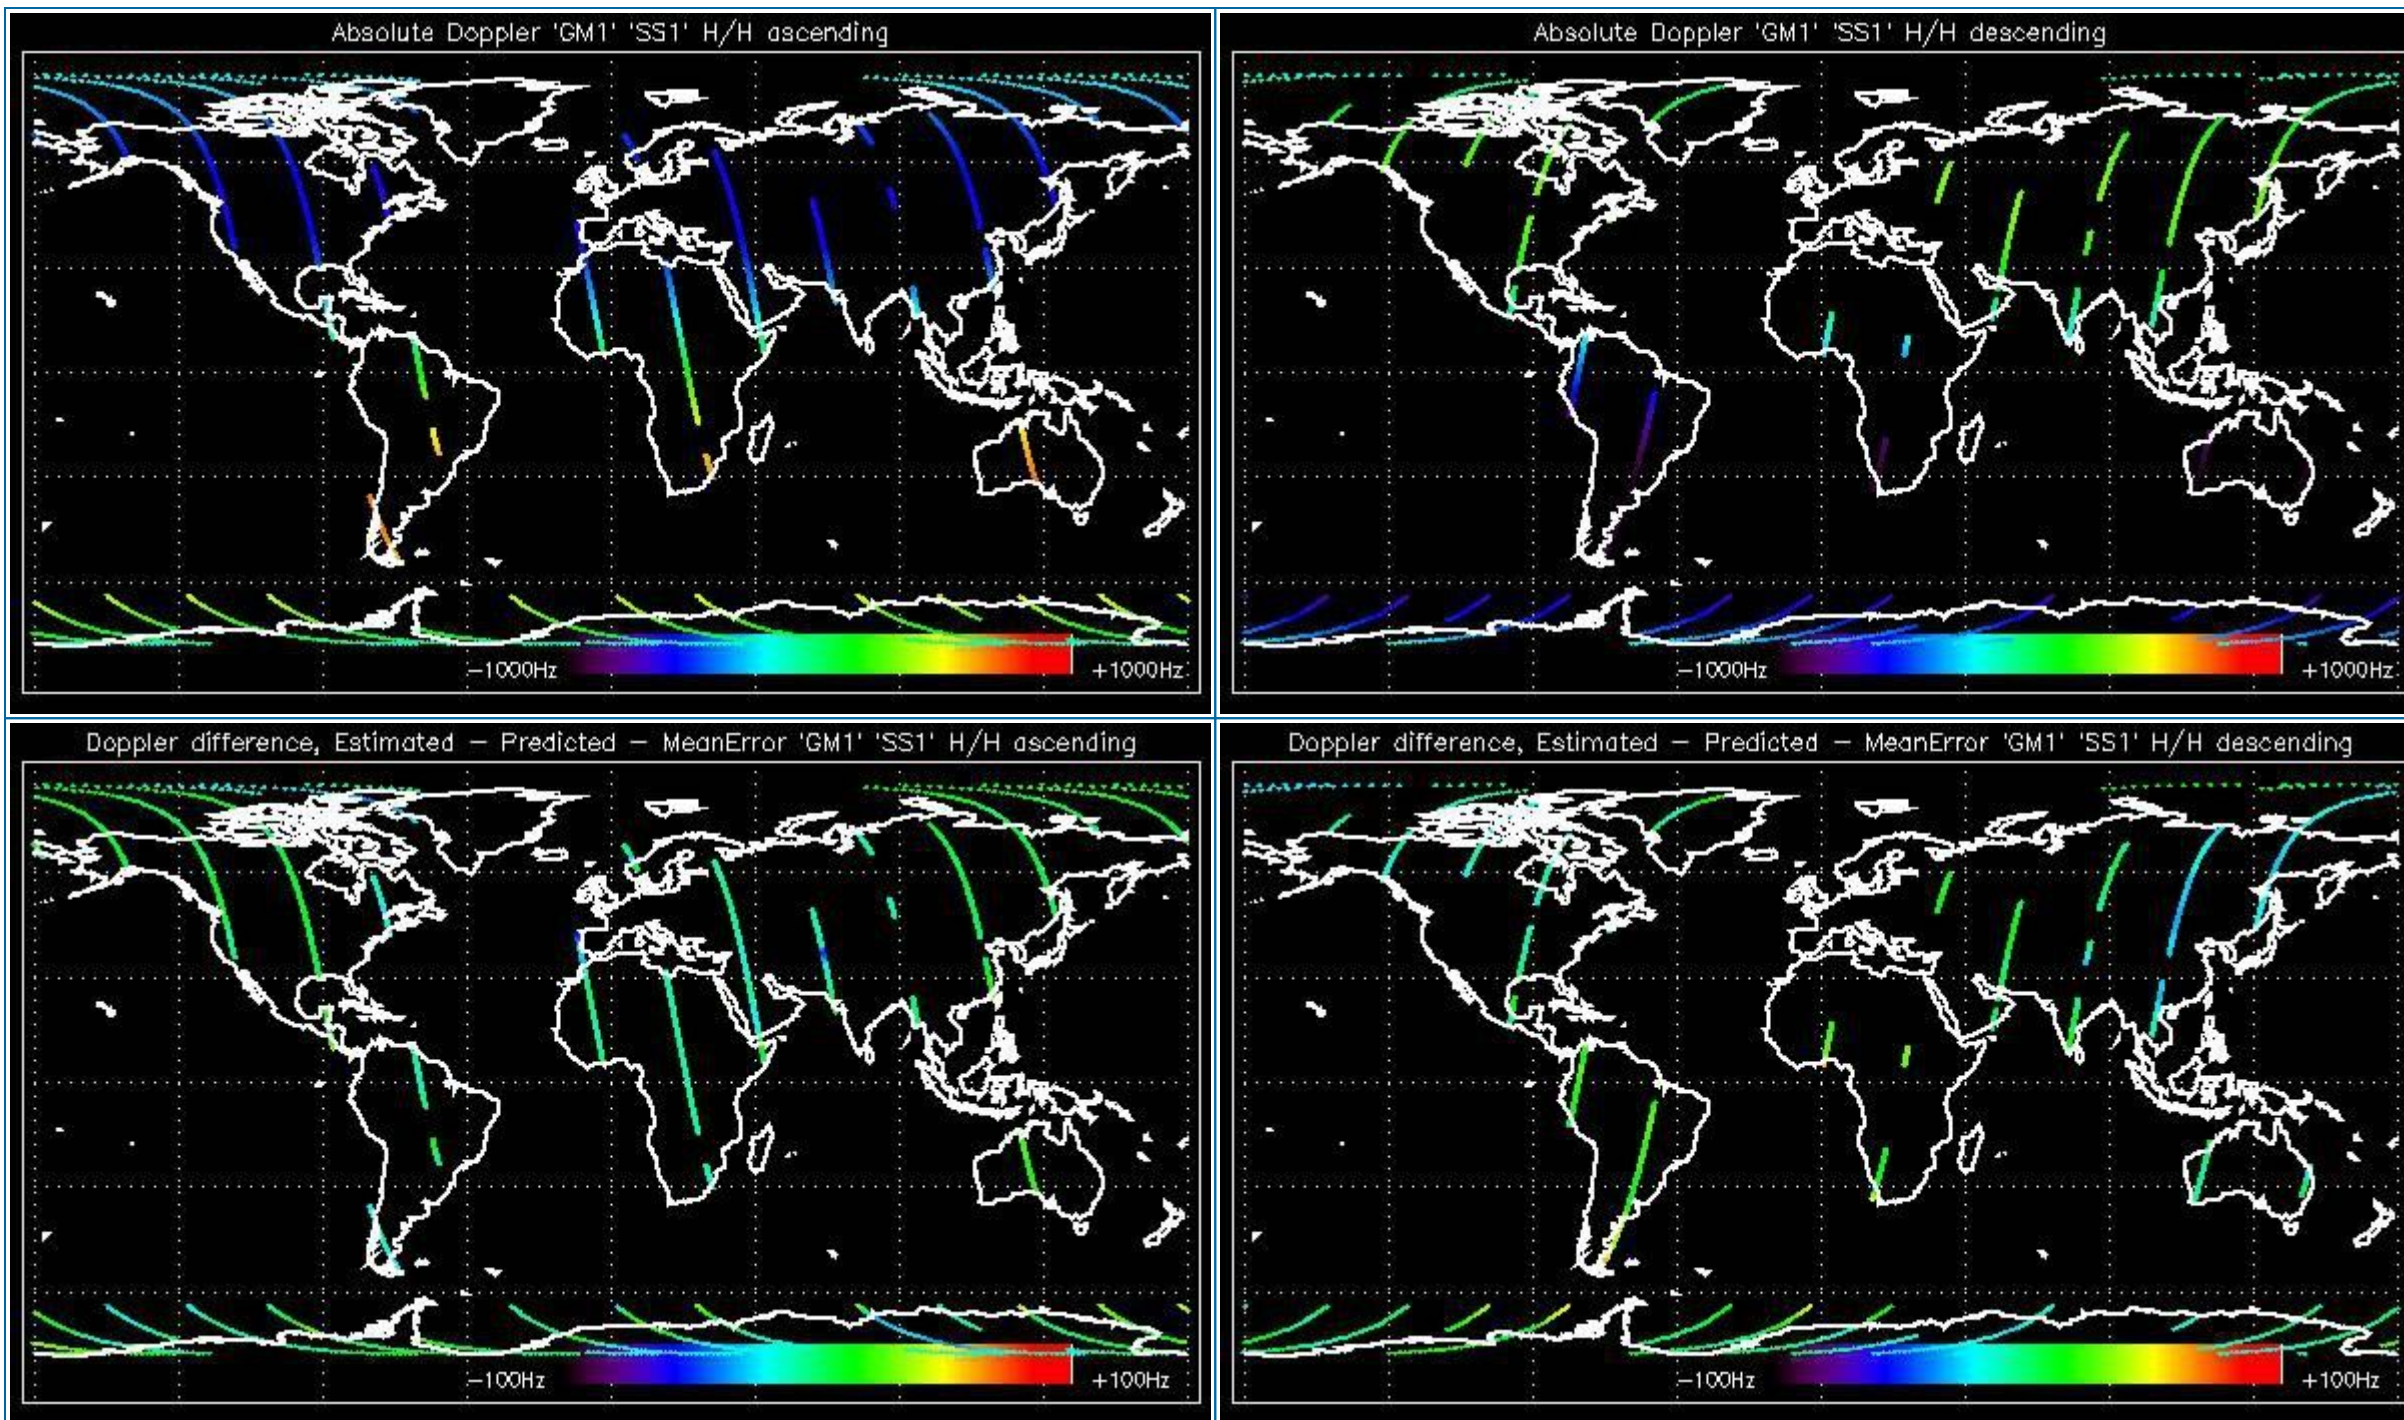 Absolute Doppler 'GM1' 'SS1' H/H ascending
-1000Hz
+1000Hz
Absolute Doppler 'GM1' 'SS1' H/H descending
-1000Hz
+1000Hz
Doppler difference, Estimated - Predicted - MeanError 'GM1' 'SS1' H/H ascending
-100Hz
+100Hz
Doppler difference, Estimated - Predicted - MeanError 'GM1' 'SS1' H/H descending
-100Hz
+100Hz